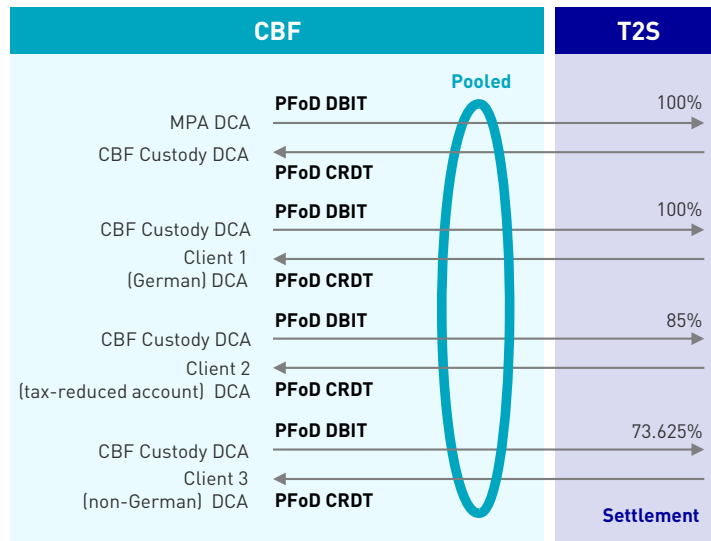 CBF
T2S
Pooled
PFoD DBIT
100%
MPA DCA
CBF Custody DCA
PFoD CRDT
PFoD DBIT
100%
CBF Custody DCA
Client 1
(German) DCA
PFoD CRDT
PFoD DBIT
85%
CBF Custody DCA
Client 2
(tax-reduced account) DCA
PFoD CRDT
PFoD DBIT
73.625%
CBF Custody DCA
Client 3
(non-German) DCA
PFoD CRDT
Settlement